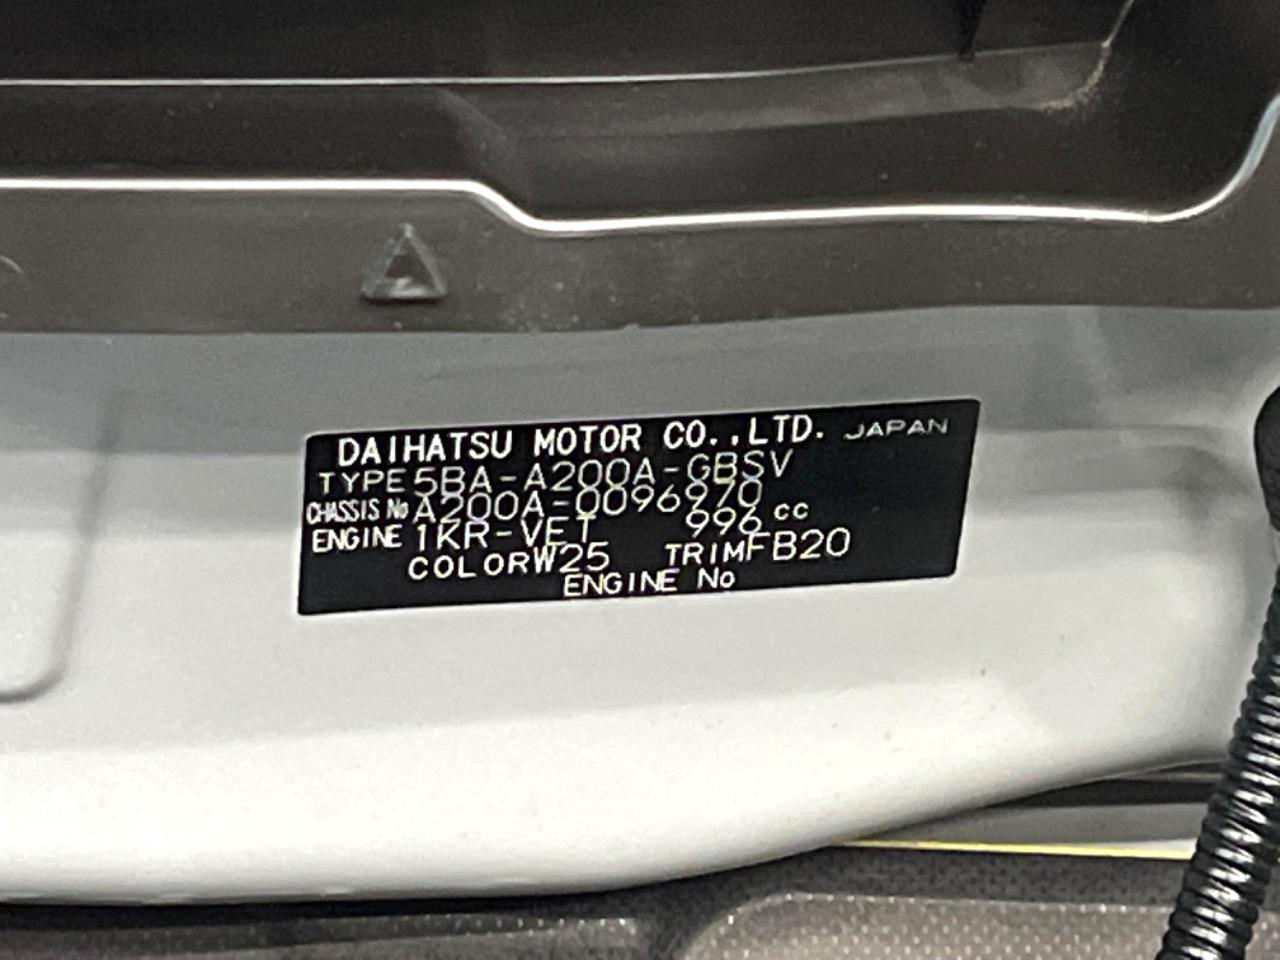 DAIHATSU MOTOR CO.,LTD. JAPAN
TYPE 5BA-A200A-GBSV
CHASSIS No A200A-0096970
ENGINE 1KR-VET 996 cc
COLOR W25 TRIM FB20
ENGINE No